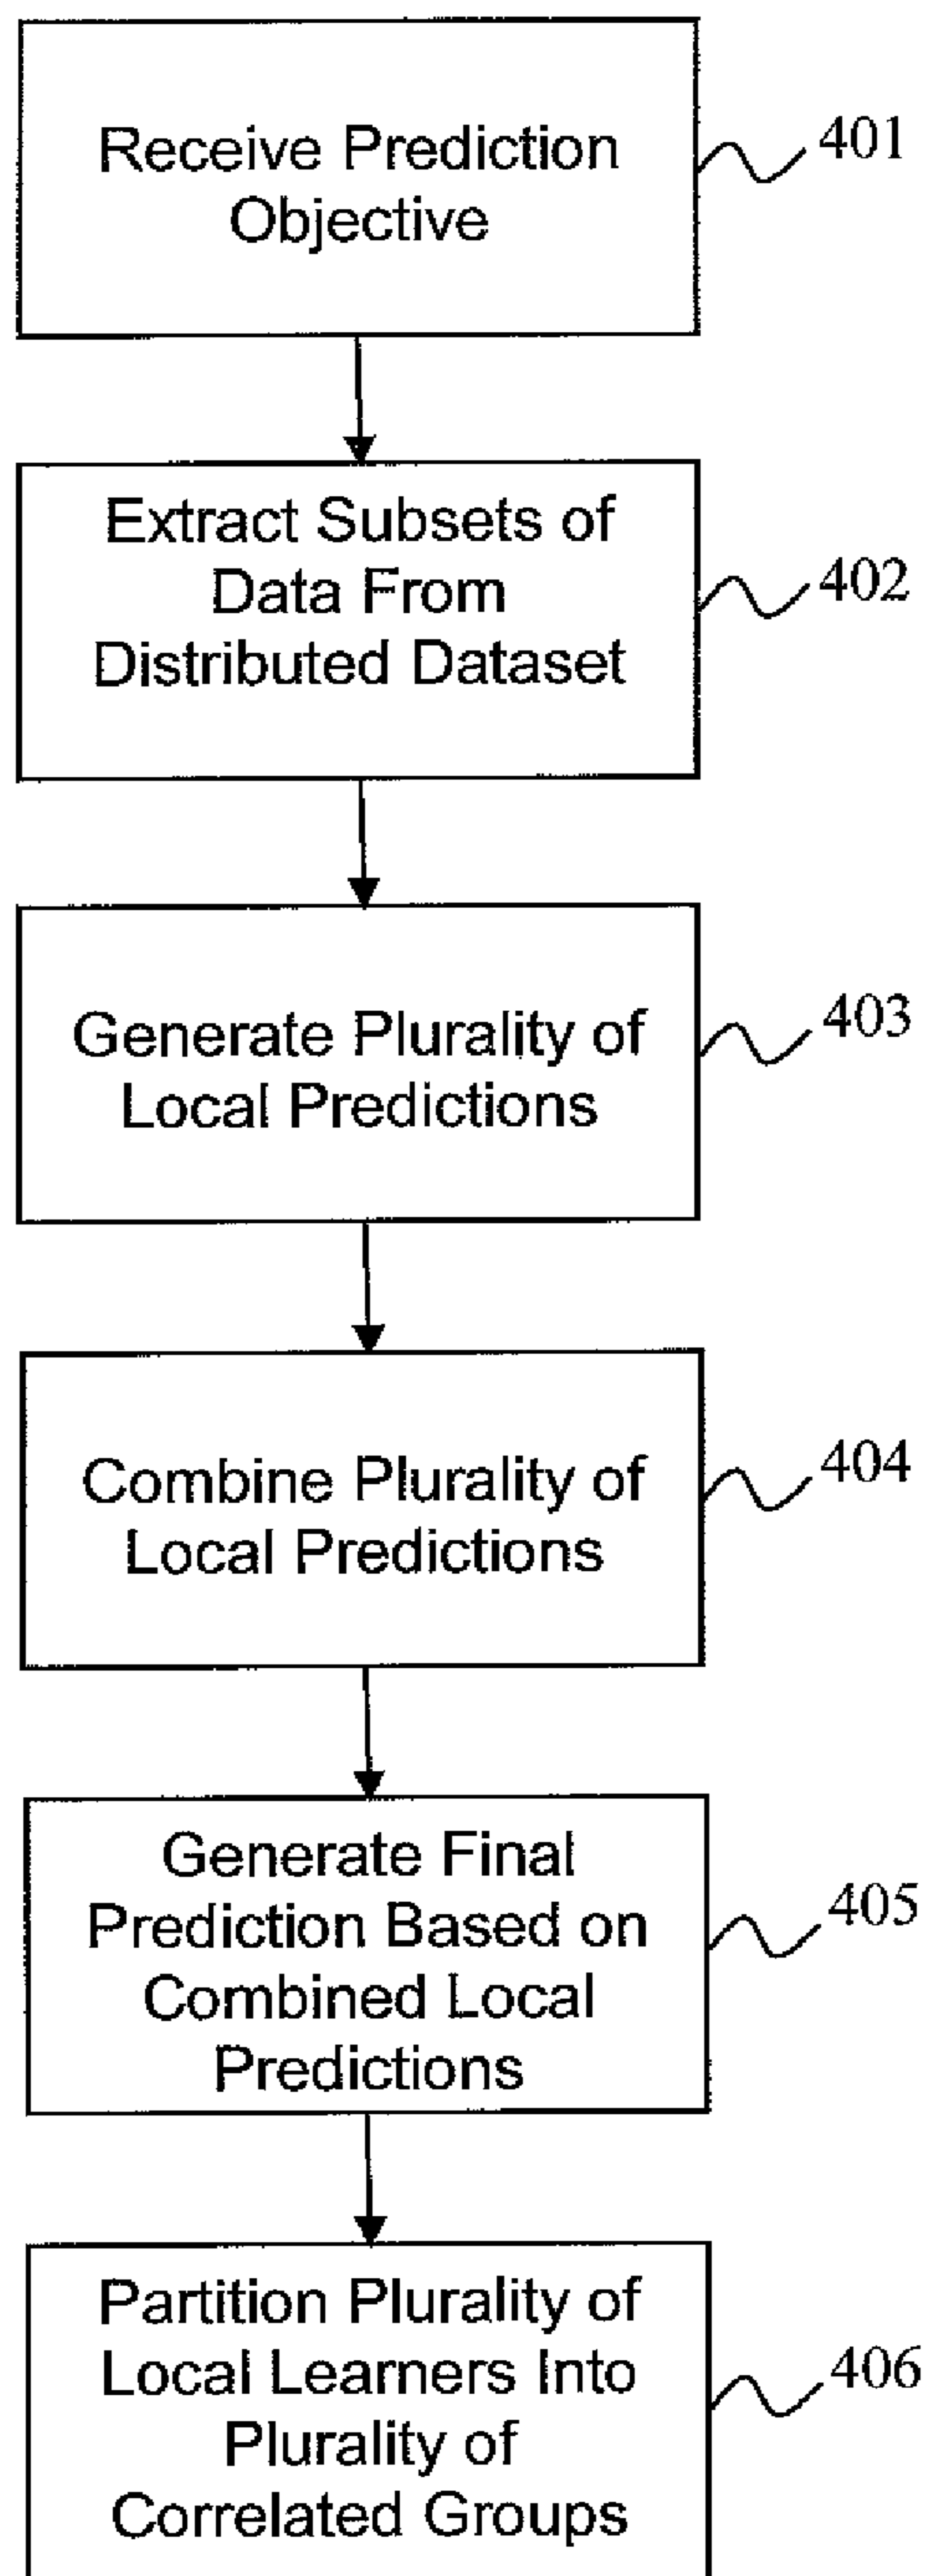 Receive Prediction
Objective
401
Extract Subsets of
Data From
Distributed Dataset
402
Generate Plurality of
Local Predictions
403
Combine Plurality of
Local Predictions
404
Generate Final
Prediction Based on
Combined Local
Predictions
405
Partition Plurality of
Local Learners Into
Plurality of
Correlated Groups
406